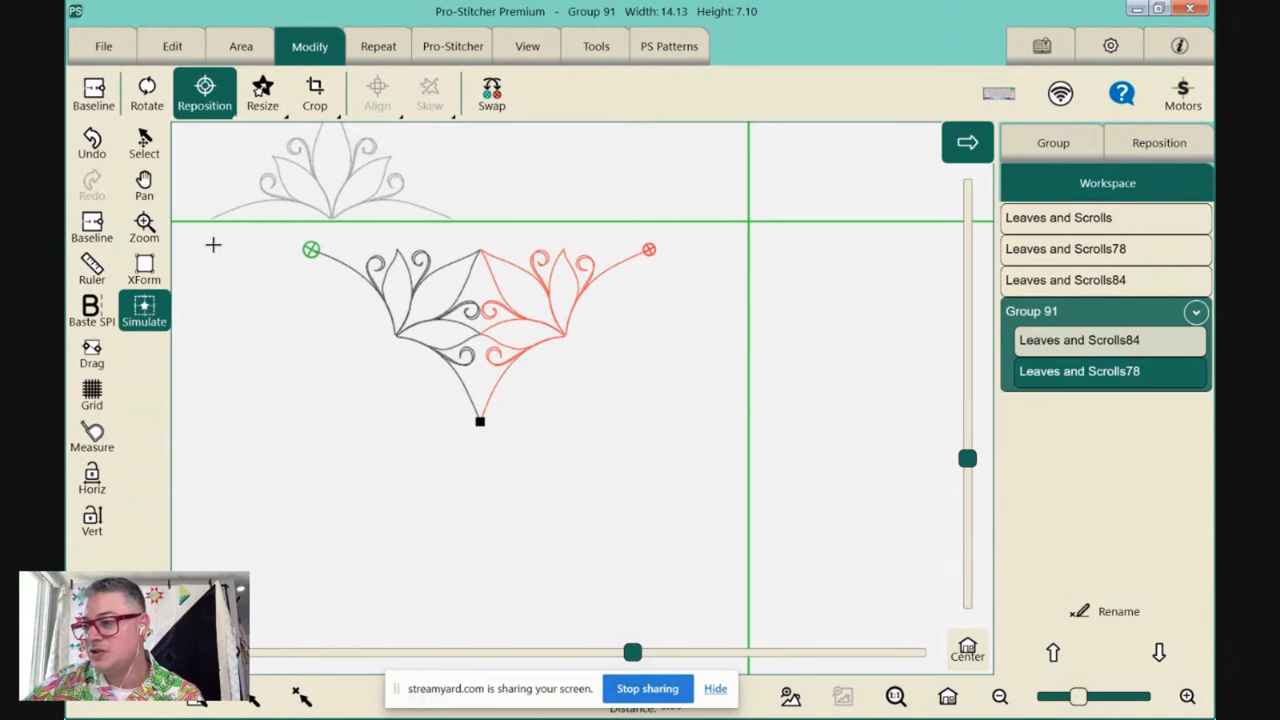 PS
Pro-Stitcher Premium - Group 91 Width:14.13 Height:7.10
File Edit Area Modify Repeat Pro-Stitcher View Tools PS Patterns
Baseline Rotate Reposition Resize Crop Align Skew Swap Motors
Undo Select
Redo Pan
Baseline Zoom
Ruler XForm
Baste SPI Simulate
Drag
Grid
Measure
Horiz
Vert
Group Reposition
Workspace
Leaves and Scrolls
Leaves and Scrolls78
Leaves and Scrolls84
Group 91
Leaves and Scrolls84
Leaves and Scrolls78
Rename
Center
streamyard.com is sharing your screen. Stop sharing Hide
1:1